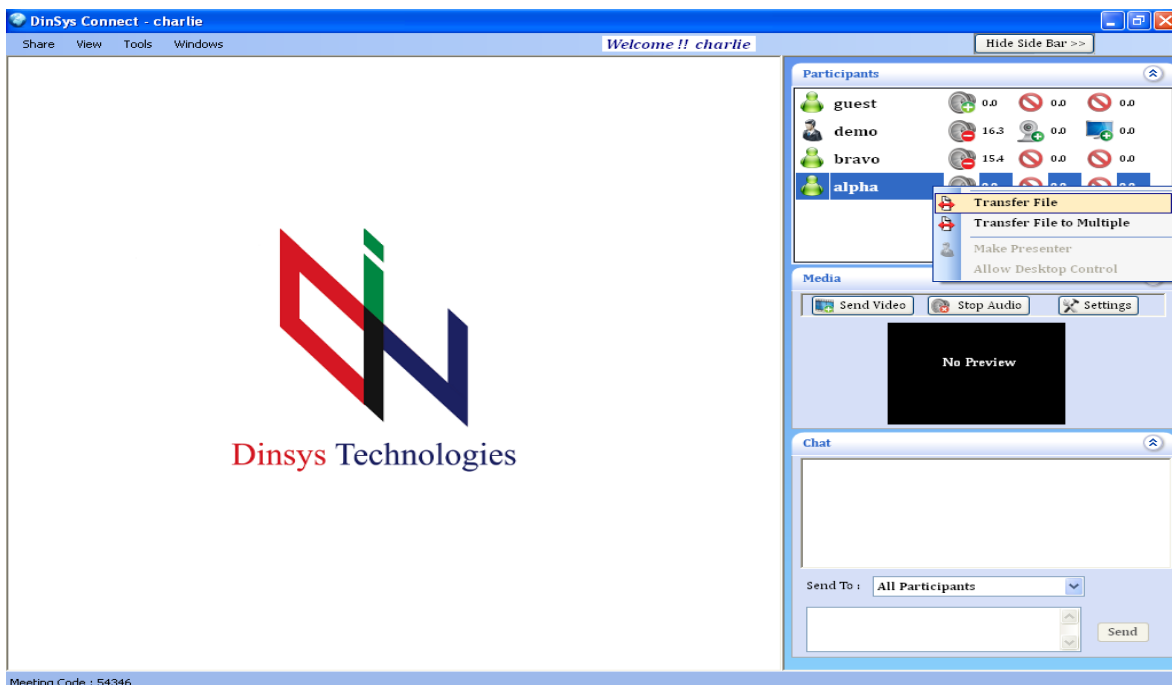 DinSys Connect - charlie
Share View Tools Windows Welcome !! charlie Hide Side Bar >>
Participants
guest 0.0 0.0 0.0
demo 16.3 0.0 0.0
bravo 15.4 0.0 0.0
alpha
Transfer File
Transfer File to Multiple
Make Presenter
Allow Desktop Control
Media
Send Video Stop Audio Settings
No Preview
Dinsys Technologies
Chat
Send To : All Participants
Send
Meeting Code : 54346